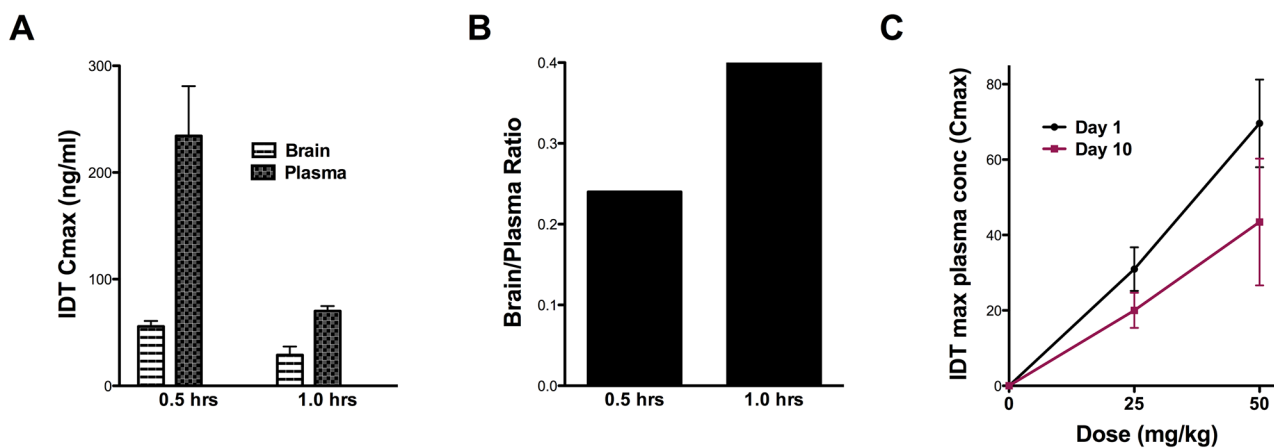 A
IDT Cmax (ng/ml)
300
200
100
0
Brain
Plasma
0.5 hrs
1.0 hrs
B
Brain/Plasma Ratio
0.4
0.3
0.2
0.1
0.0
0.5 hrs
1.0 hrs
C
IDT max plasma conc (Cmax)
80
60
40
20
0
Day 1
Day 10
0
25
50
Dose (mg/kg)